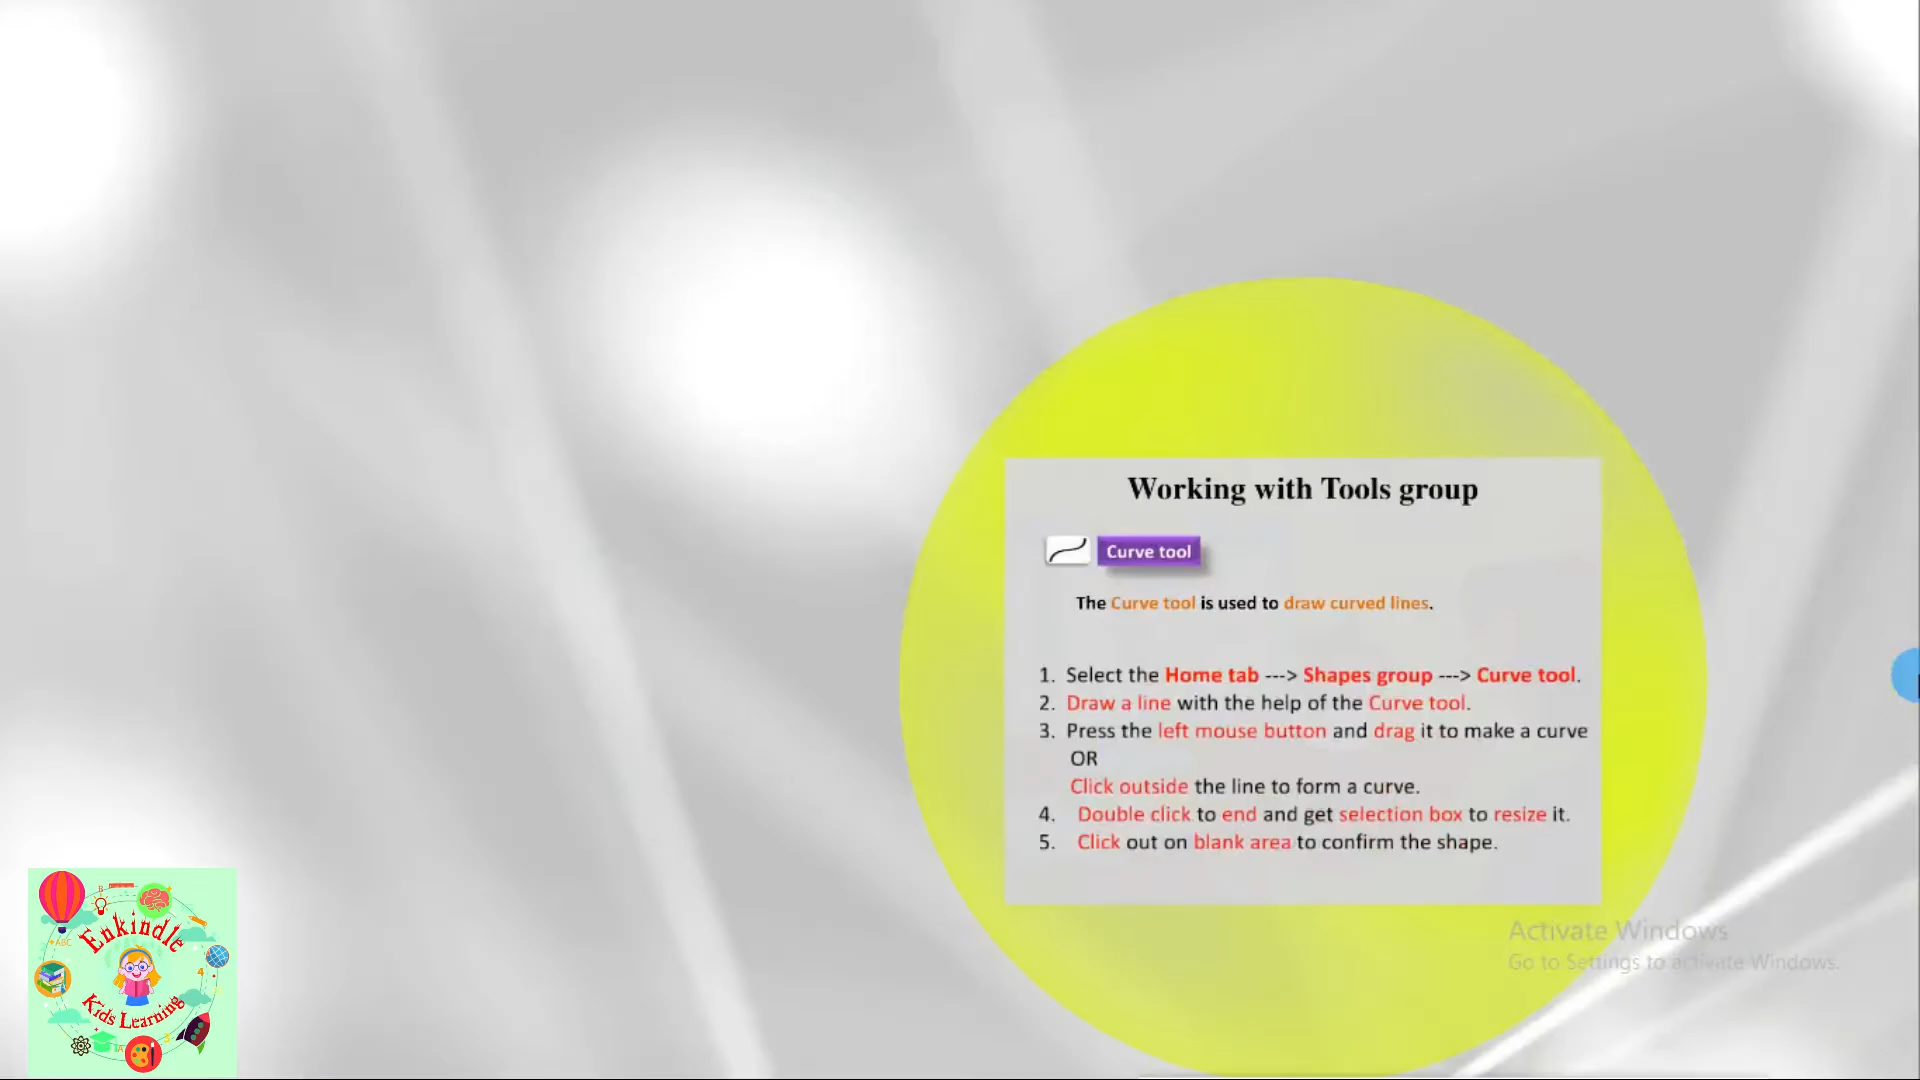 Working with Tools group
Curve tool
The Curve tool is used to draw curved lines.
1. Select the Home tab ---> Shapes group ---> Curve tool.
2. Draw a line with the help of the Curve tool.
3. Press the left mouse button and drag it to make a curve
OR
Click outside the line to form a curve.
4. Double click to end and get selection box to resize it.
5. Click out on blank area to confirm the shape.
Activate Windows
Go to Settings to activate Windows.
Enkindle
ABC
4
Kids Learning